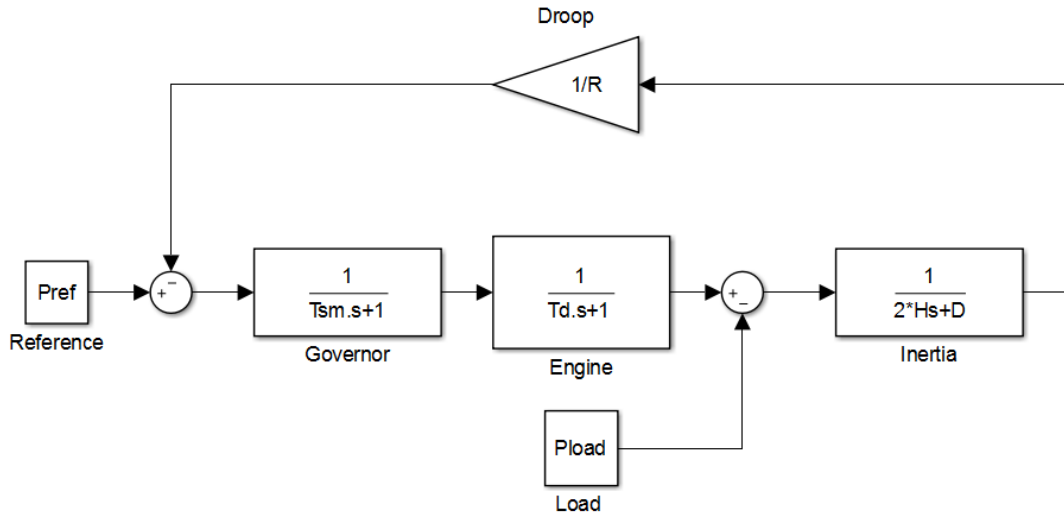 Droop
1/R
Pref
+
−
Reference
1
Tsm.s+1
Governor
1
Td.s+1
Engine
+
−
1
2*Hs+D
Inertia
Pload
Load